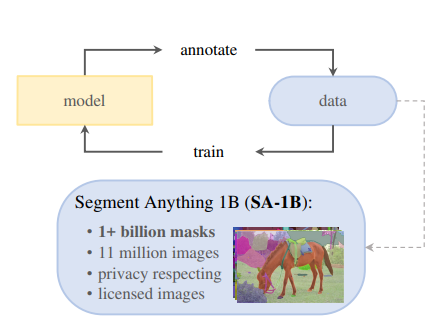 annotate
model
data
train
Segment Anything 1B (SA-1B):
• 1+ billion masks
• 11 million images
• privacy respecting
• licensed images